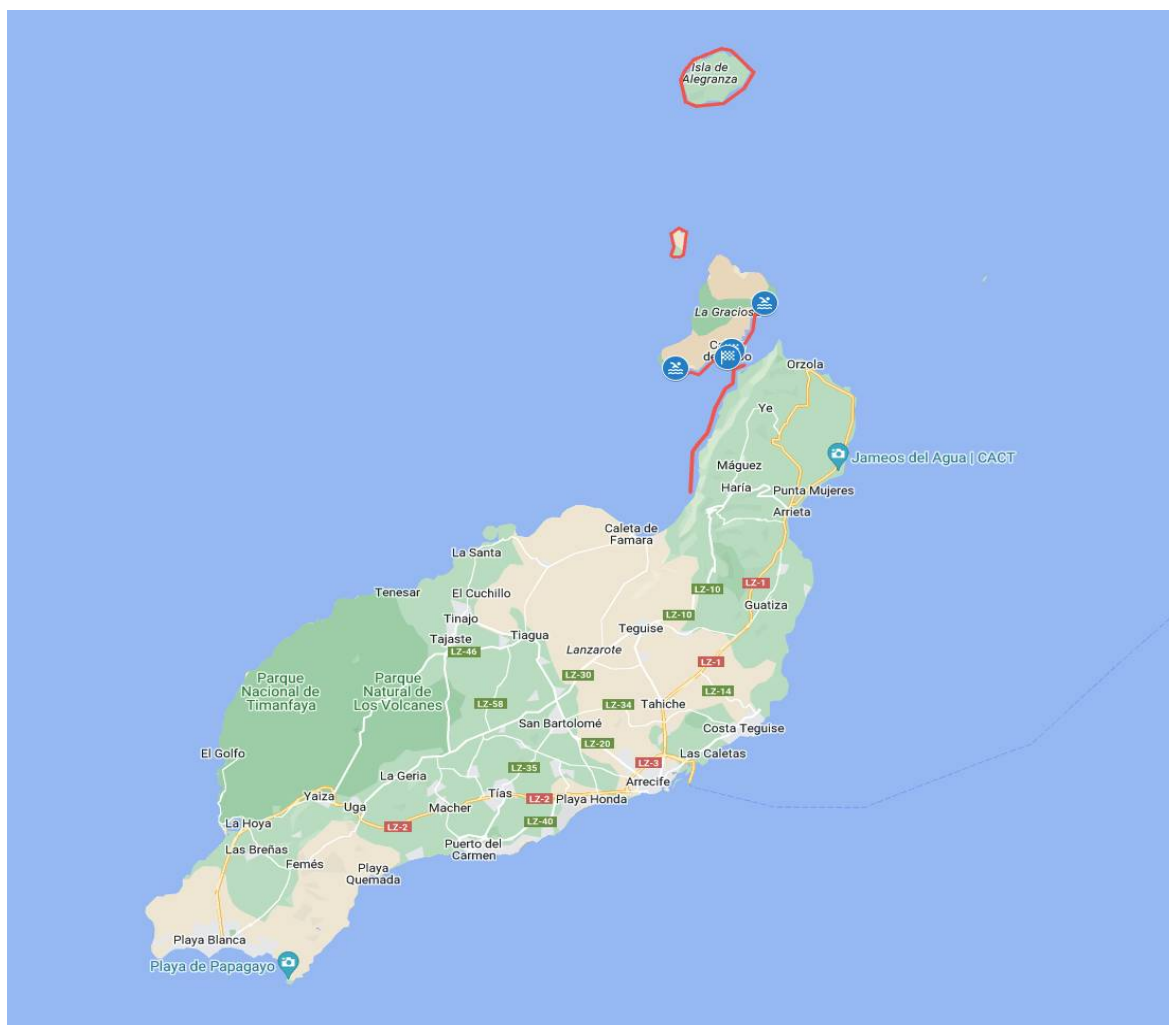 Isla de
Alegranza
La Gracios
Orzola
Ye
Jameos del Agua | CACT
Máguez
Haría
Punta Mujeres
Arrieta
Caleta de
Famara
La Santa
LZ-1
LZ-10
Tenesar
El Cuchillo
Guatiza
LZ-10
Tinajo
Teguise
Tajaste
Tiagua
LZ-46
Lanzarote
LZ-1
LZ-30
Parque
Nacional de
Timanfaya
Parque
Natural de
Los Volcanes
LZ-14
LZ-58
LZ-34
Tahiche
San Bartolomé
Costa Teguise
LZ-20
El Golfo
Las Caletas
LZ-3
LZ-35
La Geria
Arrecife
Yaiza
Tías
LZ-2
Playa Honda
Uga
Macher
La Hoya
LZ-2
LZ-40
Puerto del
Carmen
Las Breñas
Femés
Playa
Quemada
Playa Blanca
Playa de Papagayo